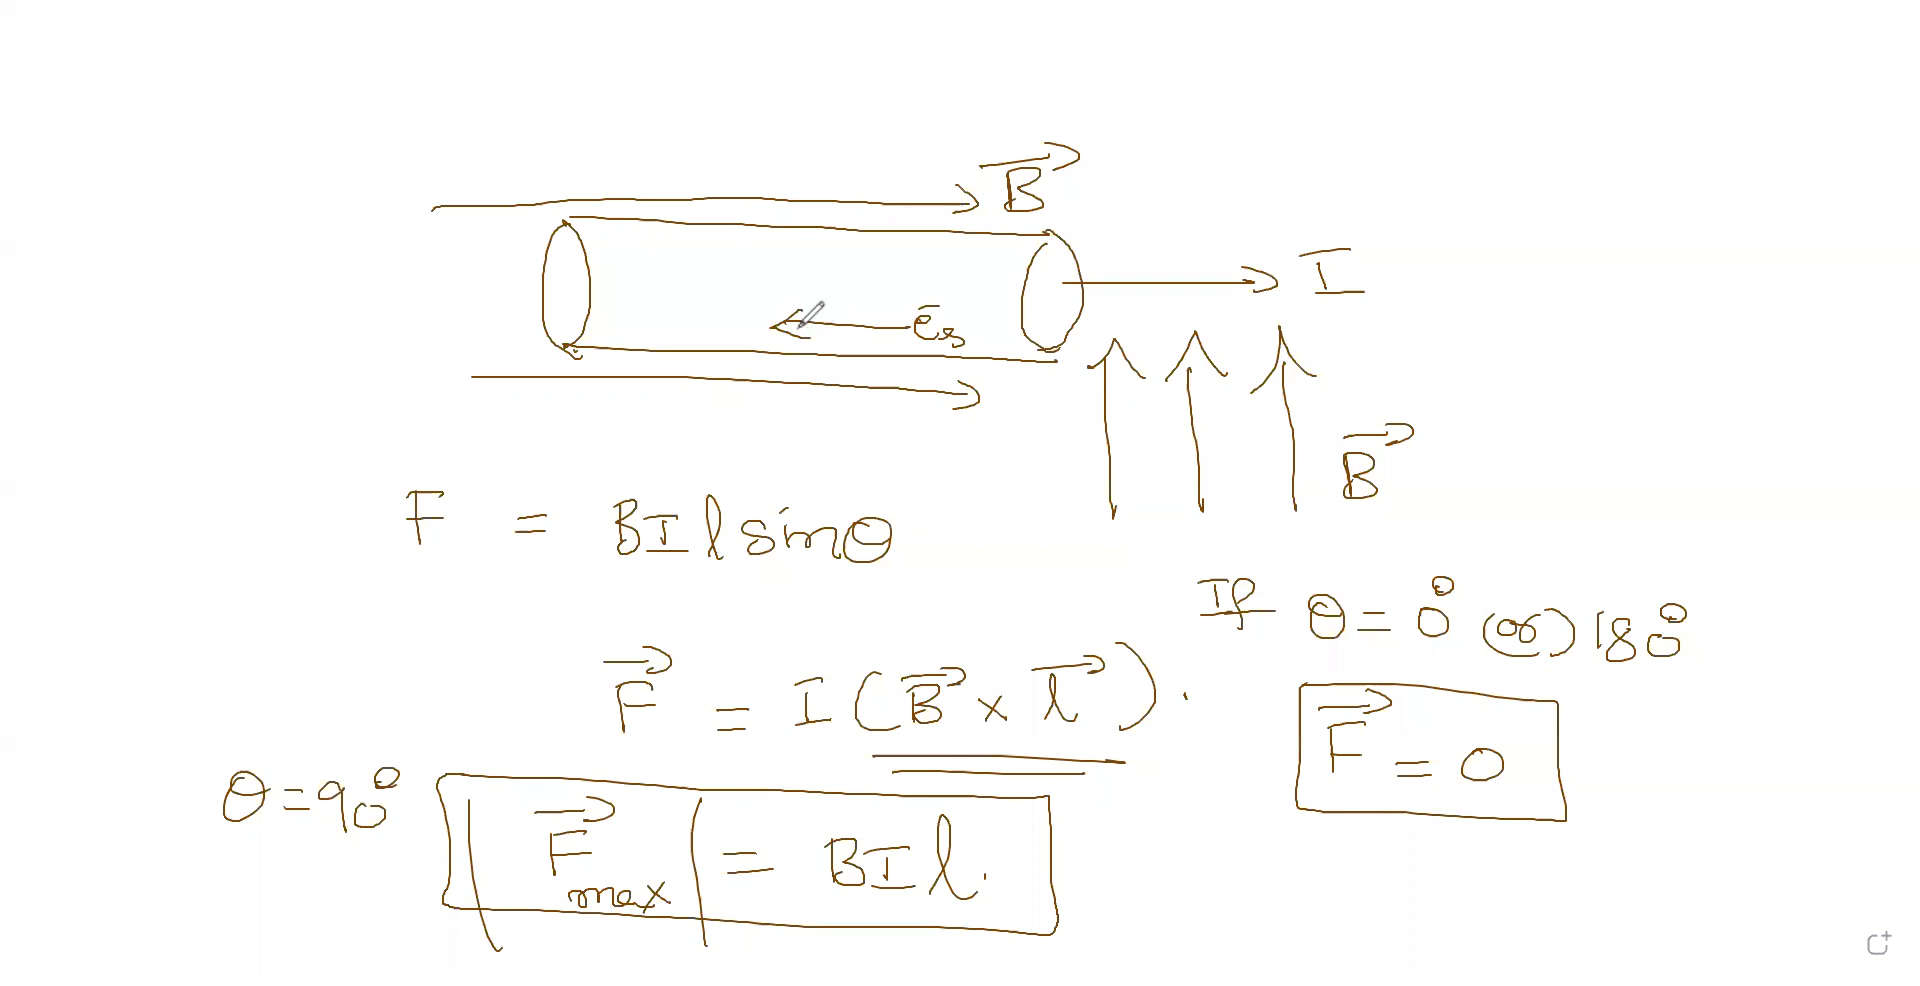 B⃗
I
e̅s
B⃗
F = BIl sinθ
If θ = 0° (or) 180°
F⃗ = I (B⃗ × l⃗).
F⃗ = 0
θ = 90° |F⃗max| = BIl.